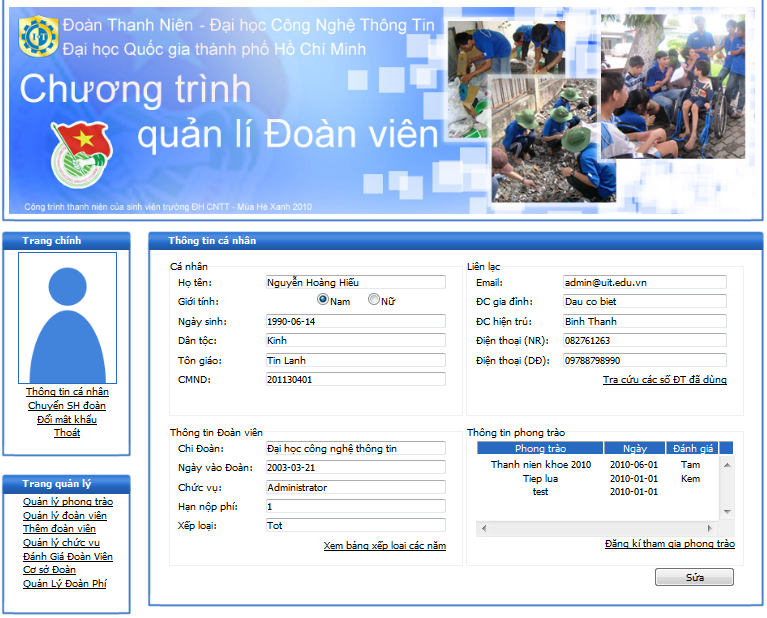 Đoàn Thanh Niên - Đại học Công Nghệ Thông Tin
Đại học Quốc gia thành phố Hồ Chí Minh
Chương trình
quản lí Đoàn viên
Công trình thanh niên của sinh viên trường ĐH CNTT - Mùa Hè Xanh 2010
Trang chính
Thông tin cá nhân
Chuyển SH đoàn
Đổi mật khẩu
Thoát
Trang quản lý
Quản lý phong trào
Quản lý đoàn viên
Thêm đoàn viên
Quản lý chức vụ
Đánh Giá Đoàn Viên
Cơ sở Đoàn
Quản Lý Đoàn Phí
Thông tin cá nhân
Cá nhân
Họ tên: Nguyễn Hoàng Hiếu
Giới tính: Nam Nữ
Ngày sinh: 1990-06-14
Dân tộc: Kinh
Tôn giáo: Tin Lanh
CMND: 201130401
Liên lạc
Email: admin@uit.edu.vn
ĐC gia đình: Dau co biet
ĐC hiện trú: Binh Thanh
Điện thoại (NR): 082761263
Điện thoại (DĐ): 09788798990
Tra cứu các số ĐT đã dùng
Thông tin Đoàn viên
Chi Đoàn: Đại học công nghệ thông tin
Ngày vào Đoàn: 2003-03-21
Chức vụ: Administrator
Hạn nộp phí: 1
Xếp loại: Tot
Xem bảng xếp loại các năm
Thông tin phong trào
Phong trào Ngày Đánh giá
Thanh nien khoe 2010 2010-06-01 Tam
Tiep lua 2010-01-01 Kem
test 2010-01-01
Đăng kí tham gia phong trào
Sửa